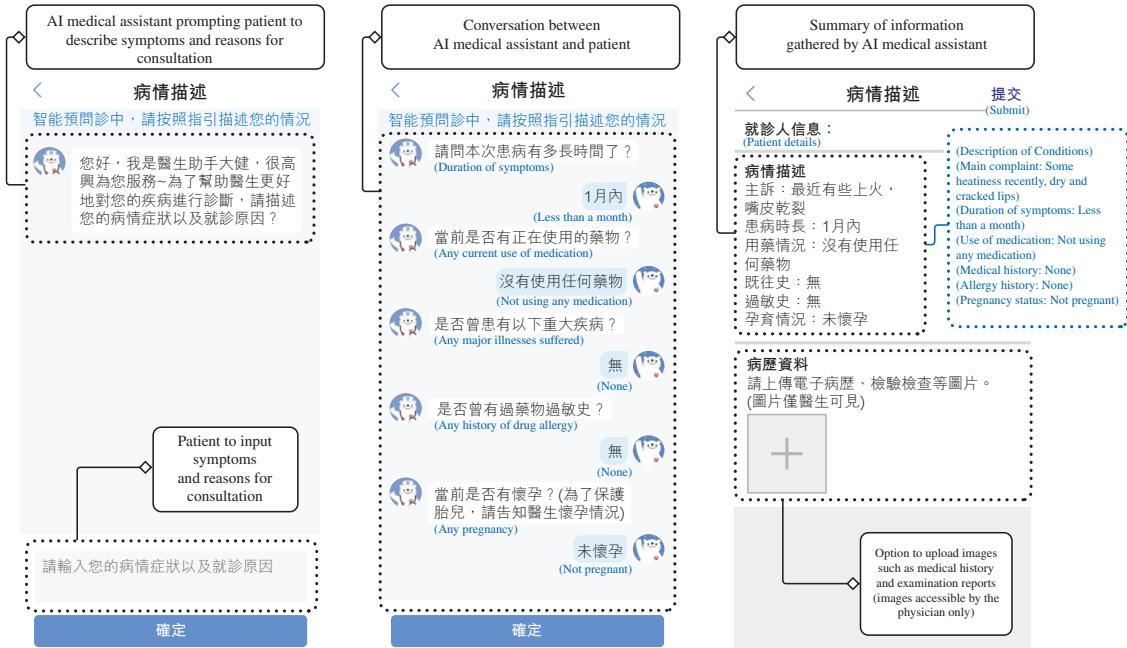 AI medical assistant prompting patient to
describe symptoms and reasons for
consultation
病情描述
智能預問診中，請按照指引描述您的情況
您好，我是醫生助手大健，很高
興為您服務~為了幫助醫生更好
地對您的疾病進行診斷，請描述
您的病情症狀以及就診原因？
Patient to input
symptoms
and reasons for
consultation
請輸入您的病情症狀以及就診原因
確定
Conversation between
AI medical assistant and patient
病情描述
智能預問診中，請按照指引描述您的情況
請問本次患病有多長時間了？
(Duration of symptoms)
1月內
(Less than a month)
當前是否有正在使用的藥物？
(Any current use of medication)
沒有使用任何藥物
(Not using any medication)
是否曾患有以下重大疾病？
(Any major illnesses suffered)
無
(None)
是否曾有過藥物過敏史？
(Any history of drug allergy)
無
(None)
當前是否有懷孕？(為了保護
胎兒，請告知醫生懷孕情況)
(Any pregnancy)
未懷孕
(Not pregnant)
確定
Summary of information
gathered by AI medical assistant
病情描述
提交
(Submit)
就診人信息：
(Patient details)
病情描述
主訴：最近有些上火，
嘴皮乾裂
患病時長：1月內
用藥情況：沒有使用任
何藥物
既往史：無
過敏史：無
孕育情況：未懷孕
(Description of Conditions)
(Main complaint: Some
heatiness recently, dry and
cracked lips)
(Duration of symptoms: Less
than a month)
(Use of medication: Not using
any medication)
(Medical history: None)
(Allergy history: None)
(Pregnancy status: Not pregnant)
病歷資料
請上傳電子病歷、檢驗檢查等圖片。
(圖片僅醫生可見)
Option to upload images
such as medical history
and examination reports
(images accessible by the
physician only)